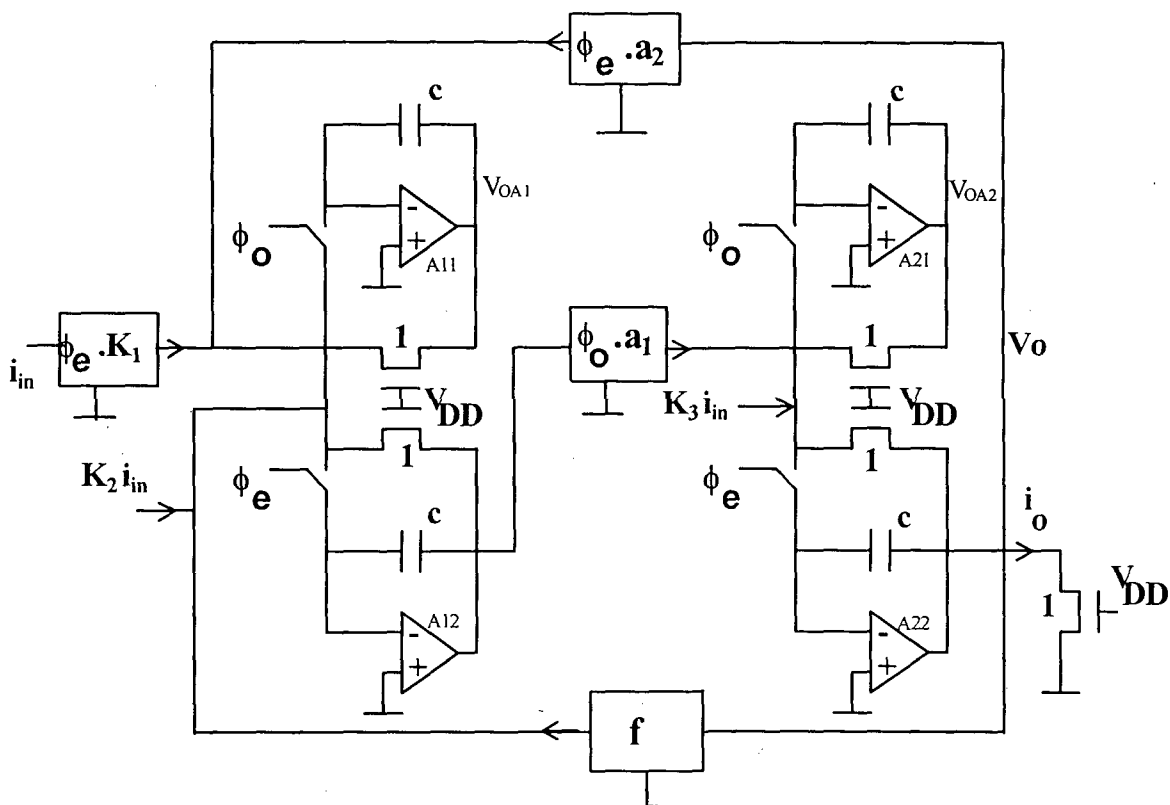 ϕe .a2
c
c
VOA1
VOA2
ϕo
A11
ϕo
A21
ϕe .K1
iin
1
ϕo .a1
1
Vo
VDD
K3 iin
VDD
1
1
K2 iin
ϕe
ϕe
c
c
io
VDD
1
A12
A22
f